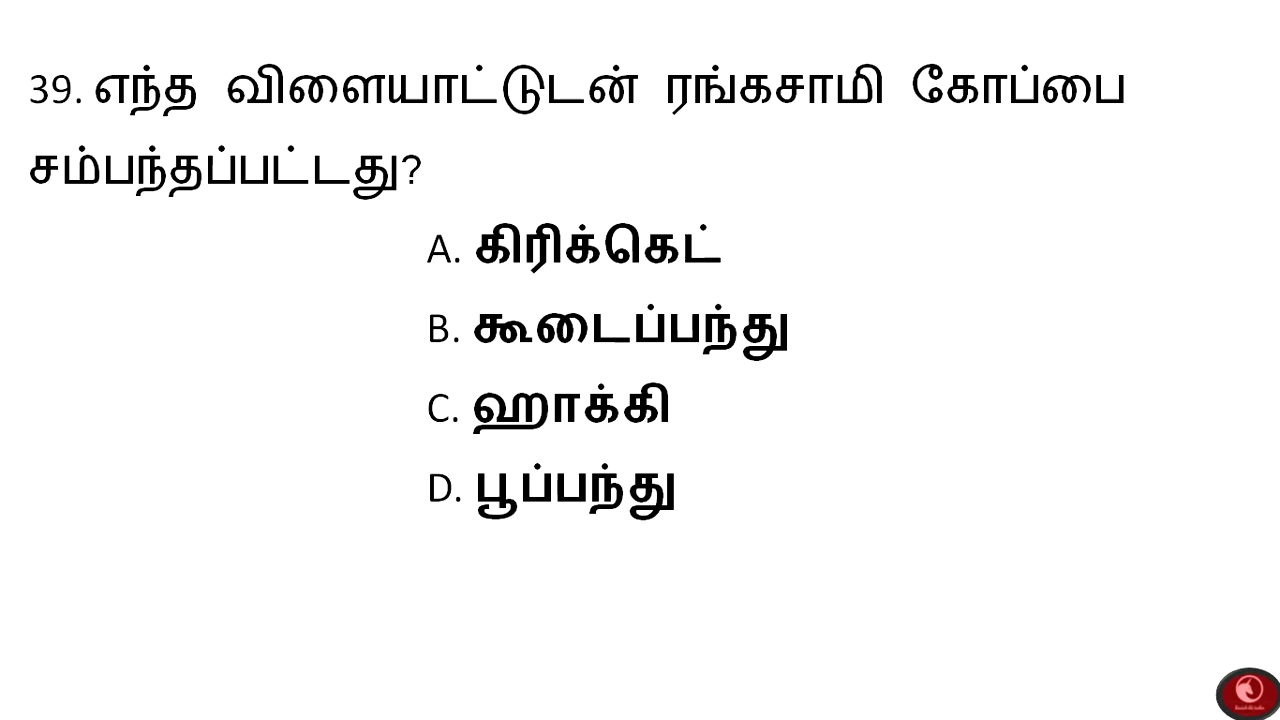 39. எந்த விளையாட்டுடன் ரங்கசாமி கோப்பை
சம்பந்தப்பட்டது?
A. கிரிக்கெட்
B. கூடைப்பந்து
C. ஹாக்கி
D. பூப்பந்து